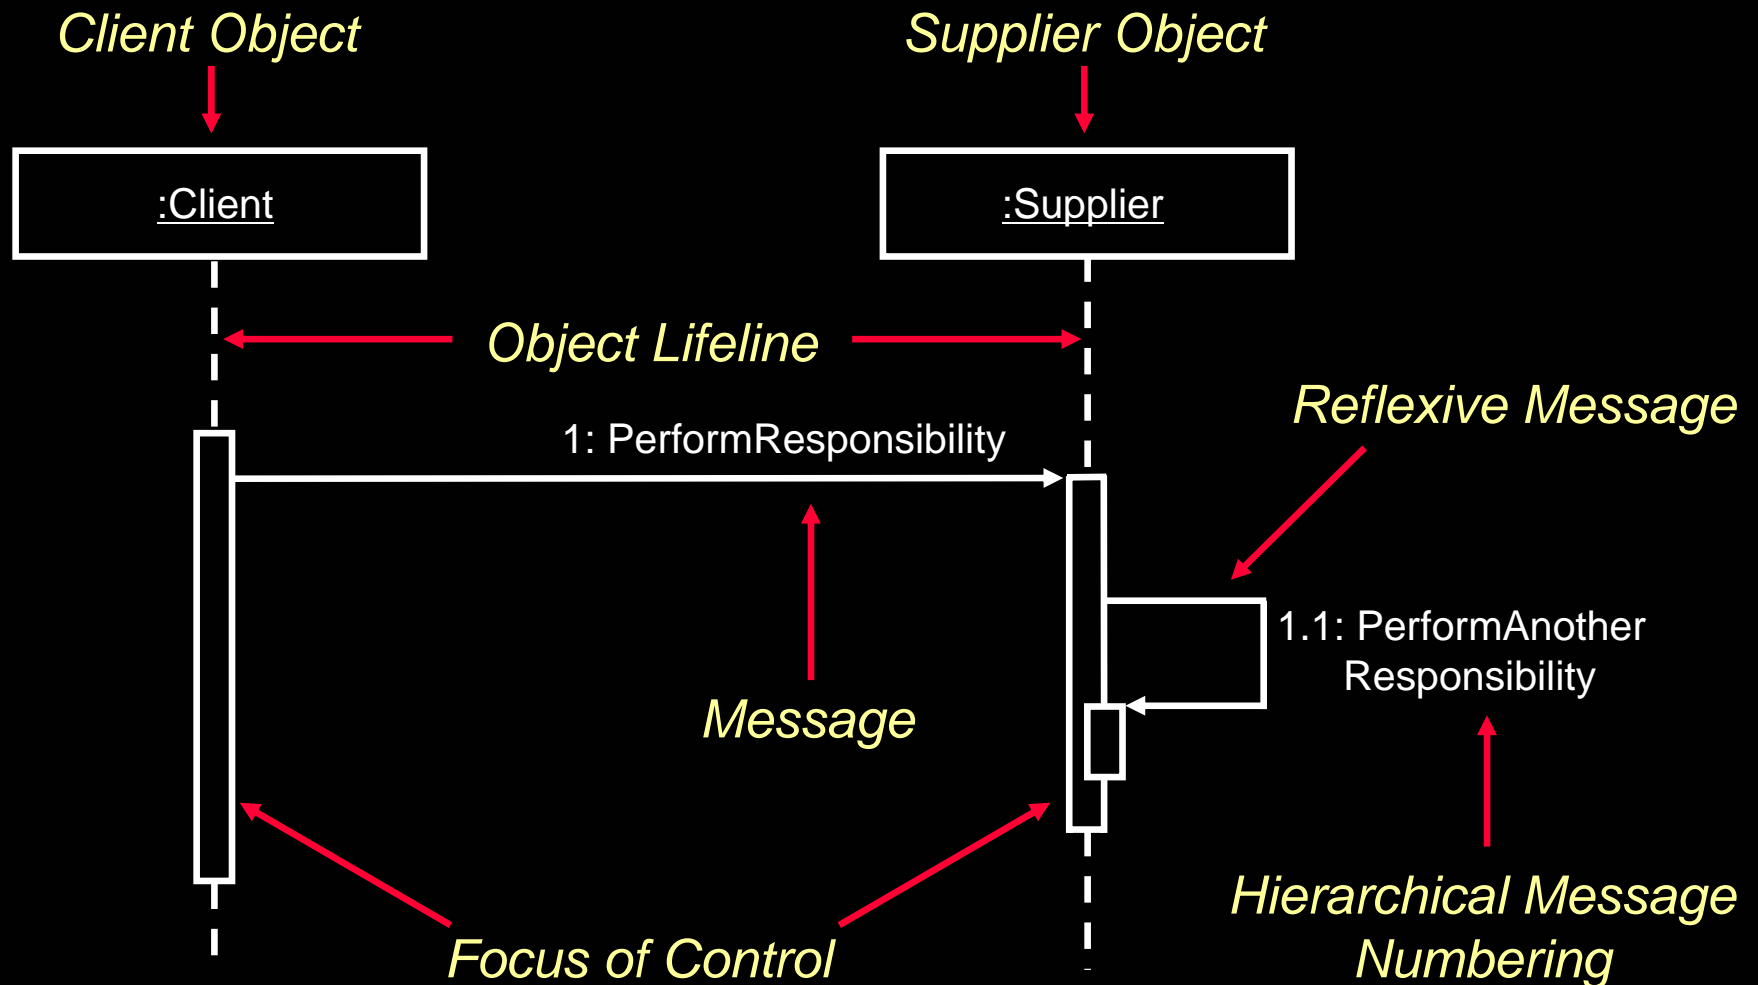 Client Object
Supplier Object
:Client
:Supplier
Object Lifeline
Reflexive Message
1: PerformResponsibility
1.1: PerformAnother
Responsibility
Message
Hierarchical Message
Numbering
Focus of Control